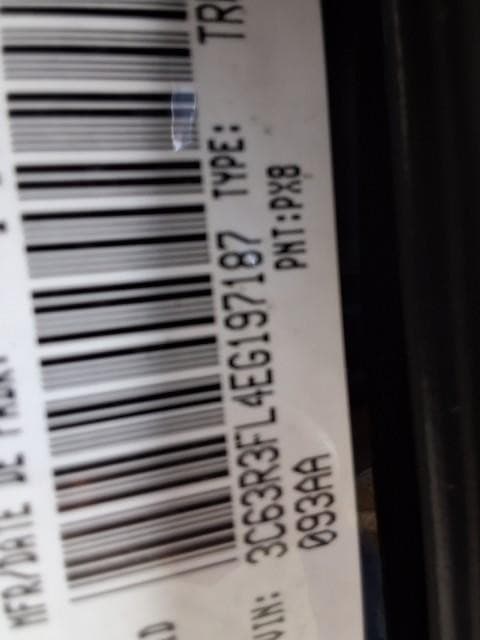 MFR/DATE DE FABR
VIN: 3C63R3FL4EG197187 TYPE: TR
093AA PNT:PX8